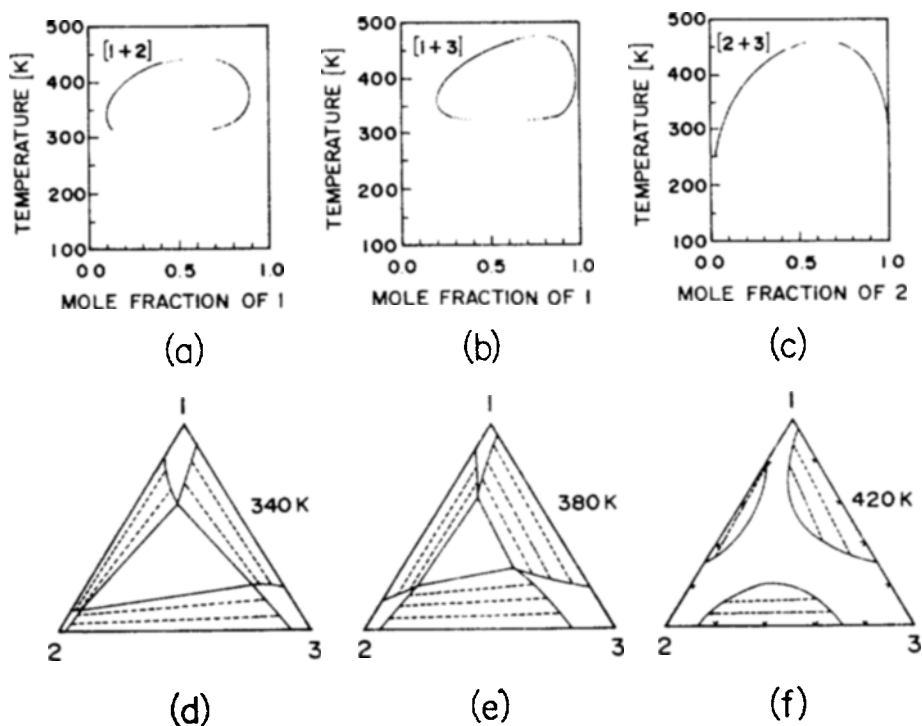 TEMPERATURE [K]
500
400
300
200
100
[1+2]
0.0 0.5 1.0
MOLE FRACTION OF 1
(a)
TEMPERATURE [K]
500
400
300
200
100
[1+3]
0.0 0.5 1.0
MOLE FRACTION OF 1
(b)
TEMPERATURE [K]
500
400
300
200
100
[2+3]
0.0 0.5 1.0
MOLE FRACTION OF 2
(c)
1
340K
2 3
(d)
1
380K
2 3
(e)
1
420K
2 3
(f)